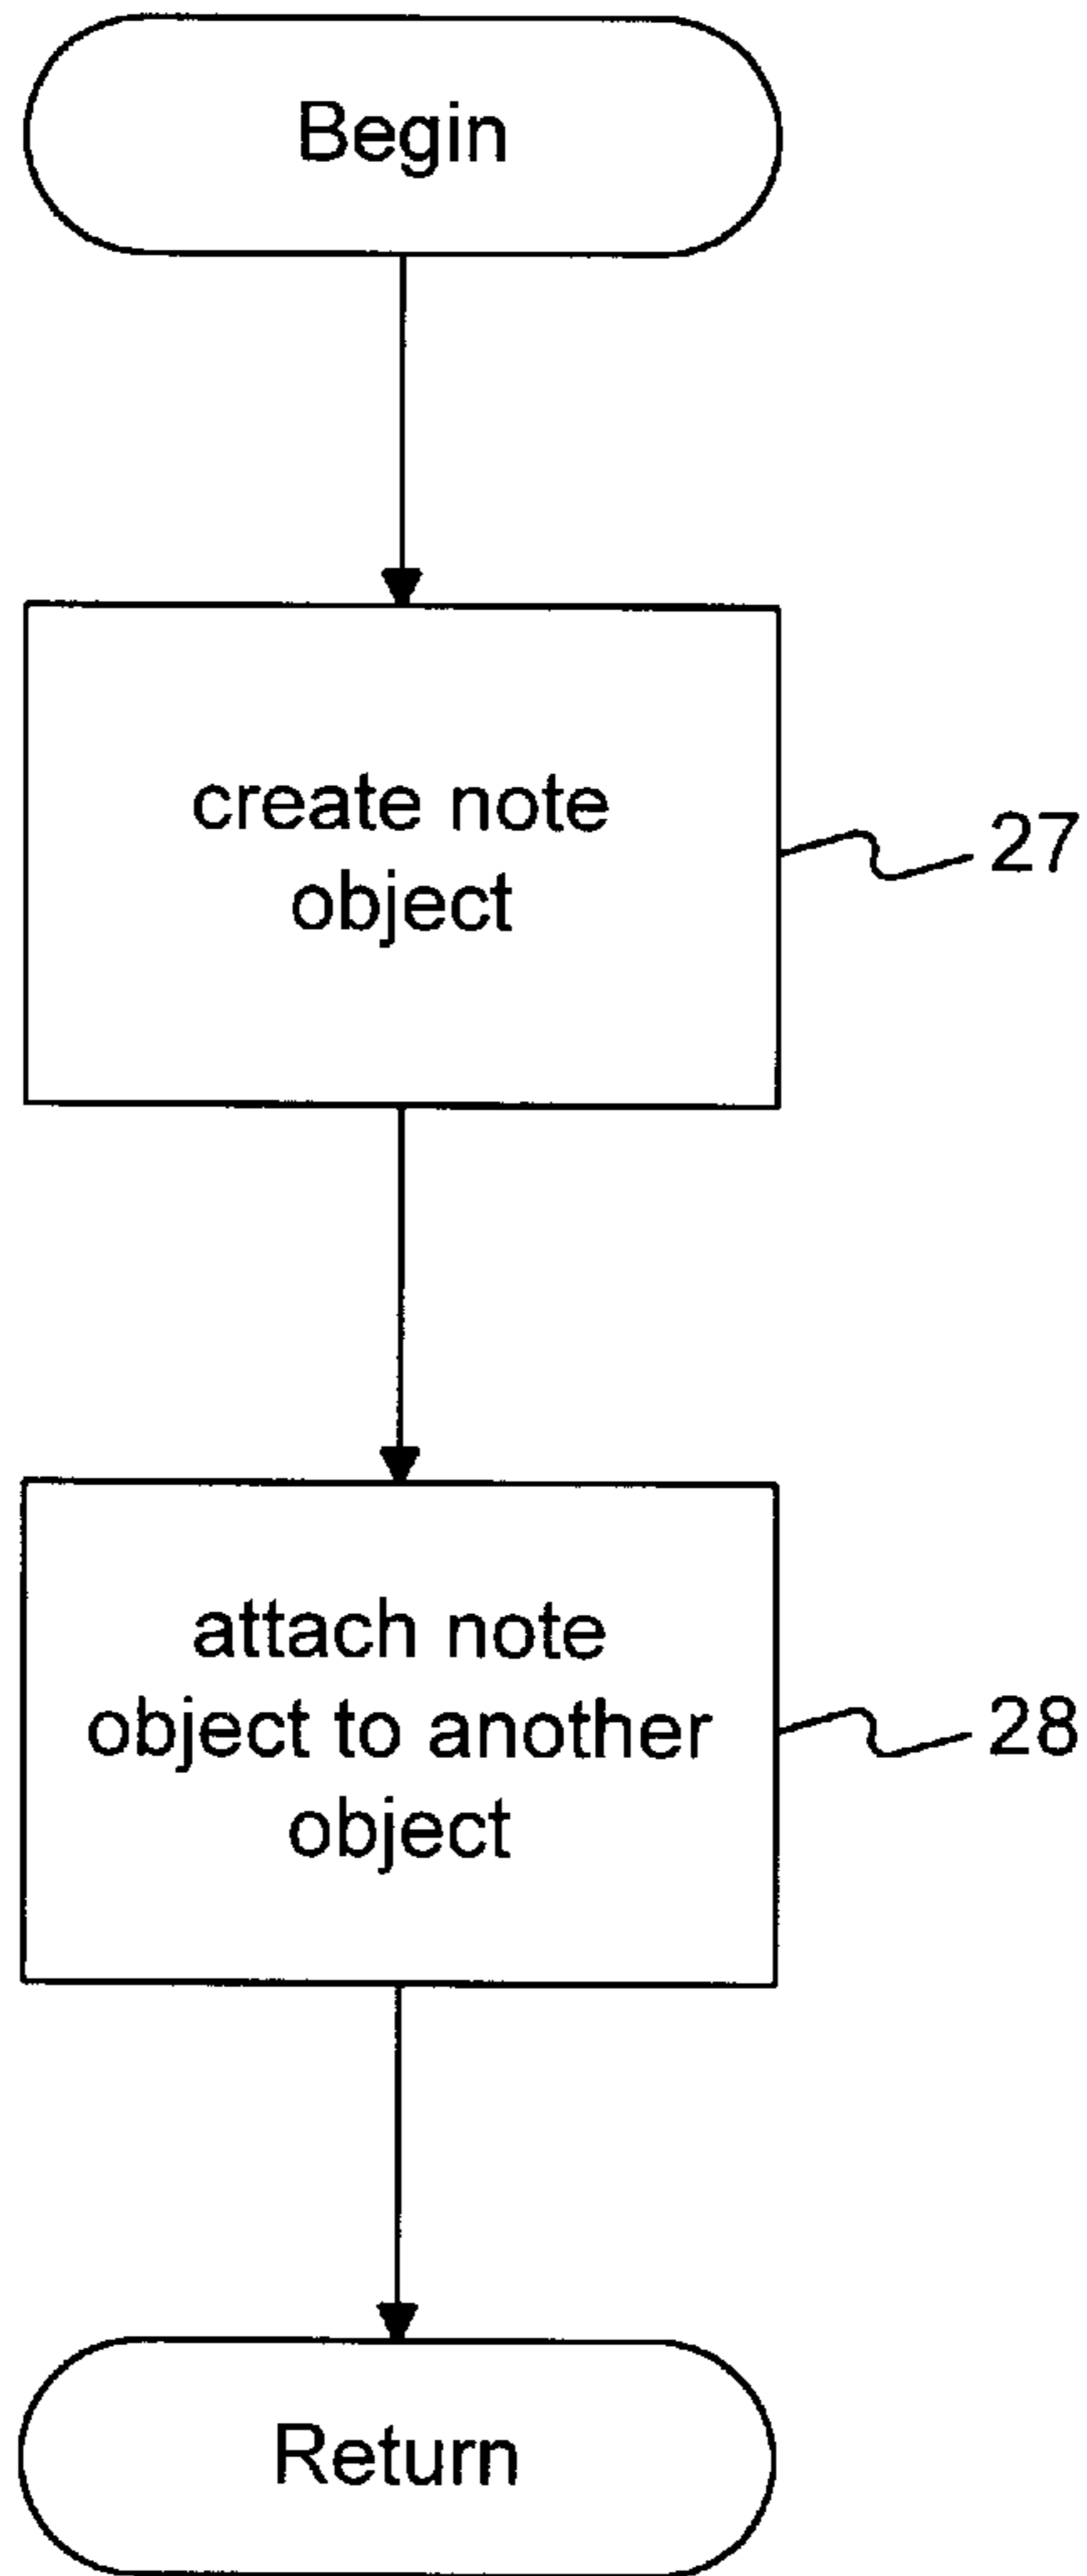 Begin
create note
object
27
attach note
object to another
object
28
Return